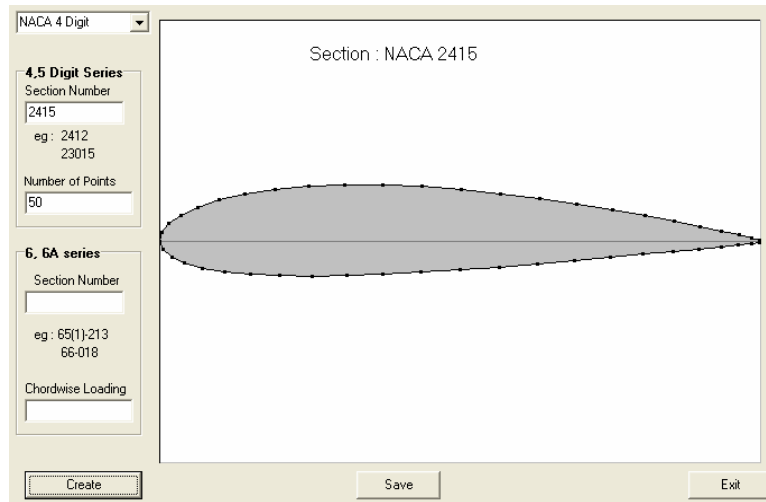 NACA 4 Digit
4,5 Digit Series
Section Number
2415
eg : 2412
23015
Number of Points
50
6, 6A series
Section Number
eg : 65(1)-213
66-018
Chordwise Loading
Create
Section : NACA 2415
Save
Exit